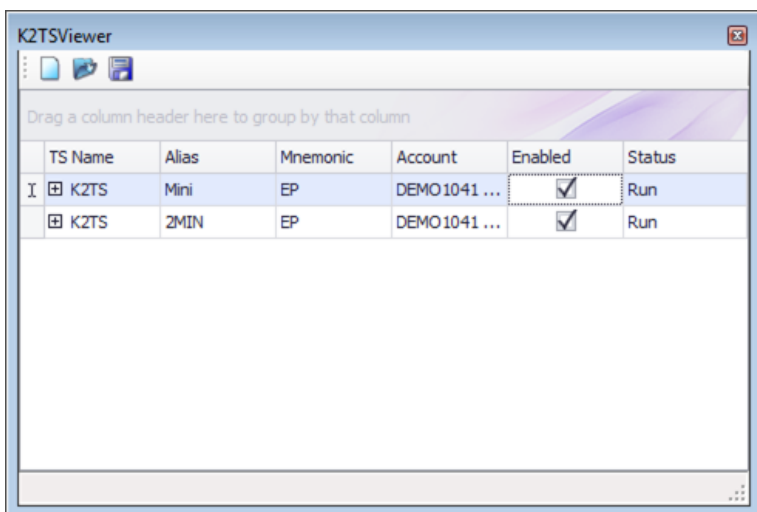 K2TSViewer
Drag a column header here to group by that column
TS Name Alias Mnemonic Account Enabled Status
K2TS Mini EP DEMO1041 ... Run
K2TS 2MIN EP DEMO1041 ... Run